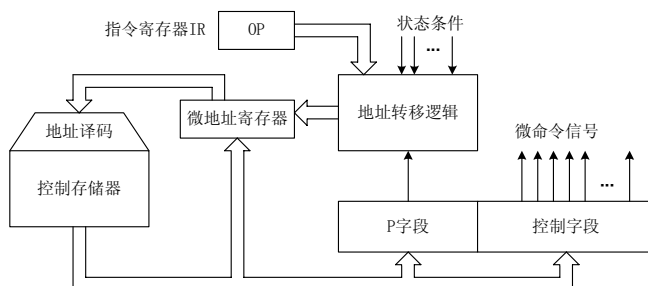 指令寄存器IR
OP
状态条件
...
地址译码
微地址寄存器
地址转移逻辑
微命令信号
控制存储器
...
P字段
控制字段